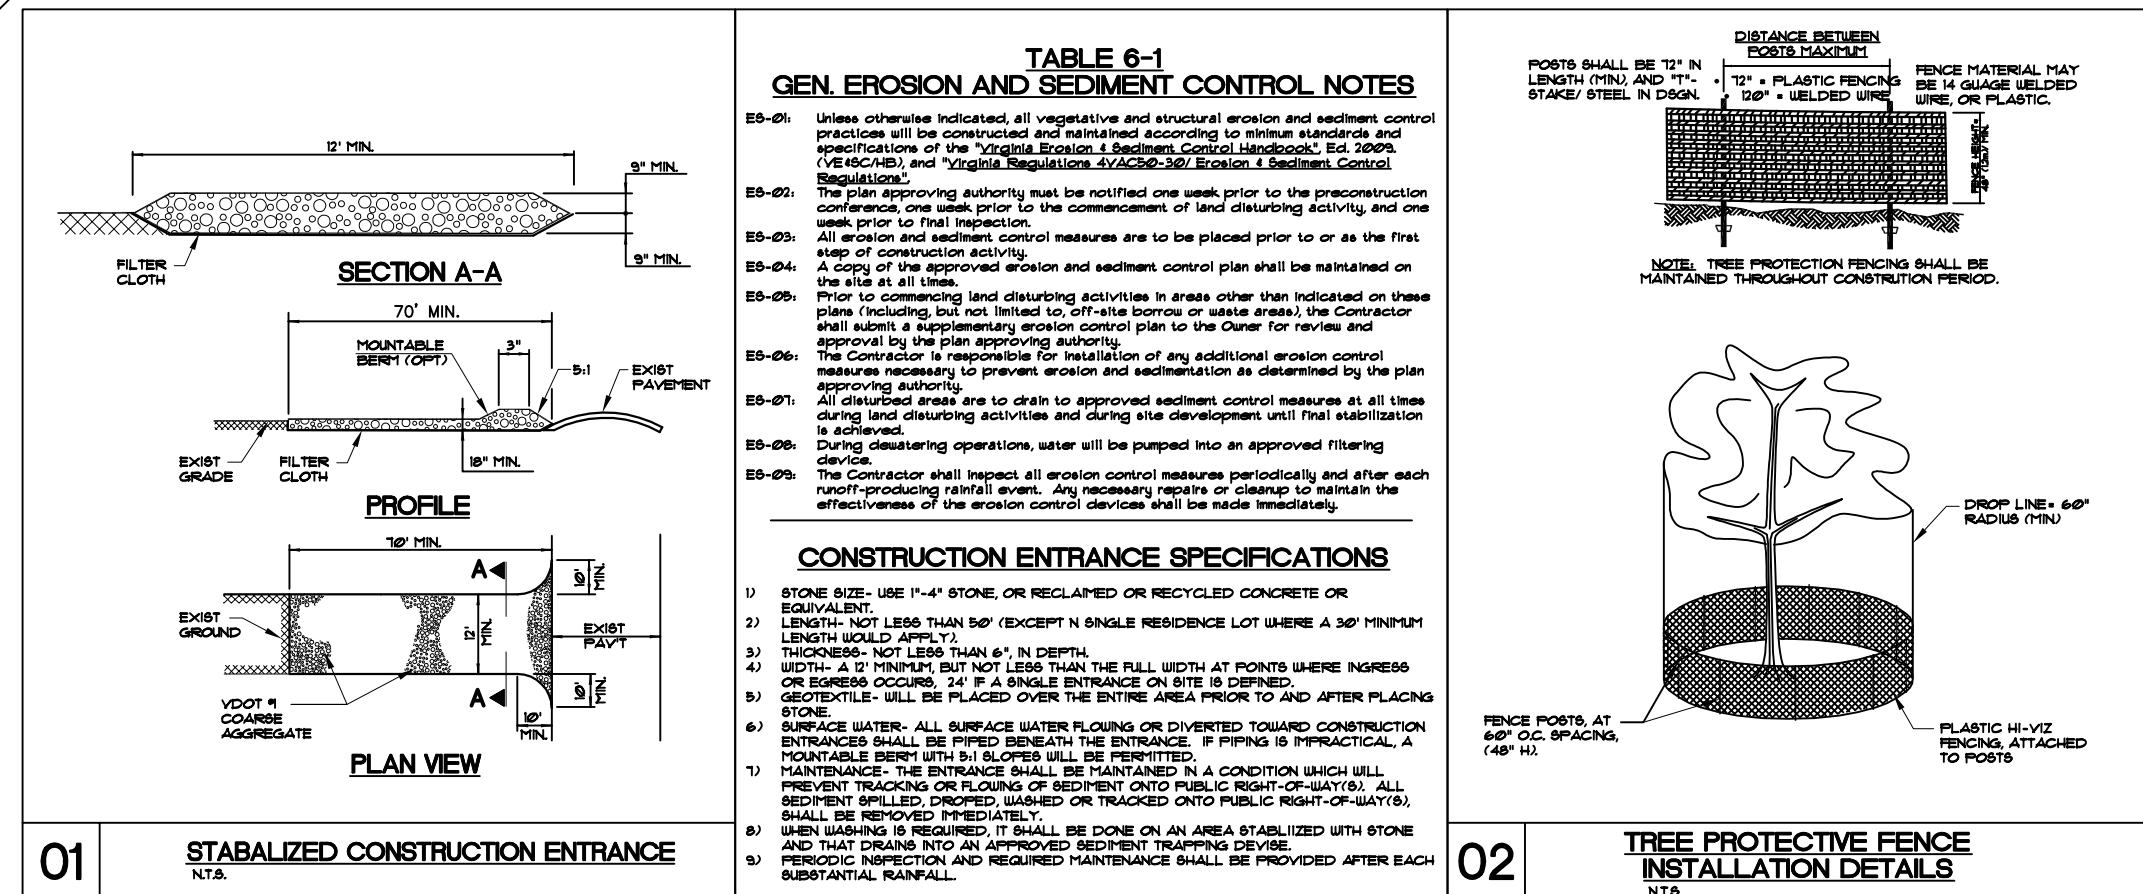 12' MIN.
9" MIN.
9" MIN.
FILTER
CLOTH
SECTION A-A
70' MIN.
MOUNTABLE
BERM (OPT)
3"
5:1
EXIST
PAVEMENT
EXIST
GRADE
FILTER
CLOTH
18" MIN.
PROFILE
70' MIN.
A
10'
MIN.
EXIST
GROUND
12'
MIN.
EXIST
PAV'T
A
10'
MIN.
10'
MIN.
VDOT #1
COARSE
AGGREGATE
PLAN VIEW
01
STABALIZED CONSTRUCTION ENTRANCE
N.T.S.
TABLE 6-1
GEN. EROSION AND SEDIMENT CONTROL NOTES
ES-01: Unless otherwise indicated, all vegetative and structural erosion and sediment control
practices will be constructed and maintained according to minimum standards and
specifications of the "Virginia Erosion & Sediment Control Handbook", Ed. 2009.
(VE&SC/HB), and "Virginia Regulations 4VAC50-30/ Erosion & Sediment Control
Regulations".
ES-02: The plan approving authority must be notified one week prior to the preconstruction
conference, one week prior to the commencement of land disturbing activity, and one
week prior to final inspection.
ES-03: All erosion and sediment control measures are to be placed prior to or as the first
step of construction activity.
ES-04: A copy of the approved erosion and sediment control plan shall be maintained on
the site at all times.
ES-05: Prior to commencing land disturbing activities in areas other than indicated on these
plans (including, but not limited to, off-site borrow or waste areas), the Contractor
shall submit a supplementary erosion control plan to the Owner for review and
approval by the plan approving authority.
ES-06: The Contractor is responsible for installation of any additional erosion control
measures necessary to prevent erosion and sedimentation as determined by the plan
approving authority.
ES-07: All disturbed areas are to drain to approved sediment control measures at all times
during land disturbing activities and during site development until final stabilization
is achieved.
ES-08: During dewatering operations, water will be pumped into an approved filtering
device.
ES-09: The Contractor shall inspect all erosion control measures periodically and after each
runoff-producing rainfall event. Any necessary repairs or cleanup to maintain the
effectiveness of the erosion control devices shall be made immediately.
CONSTRUCTION ENTRANCE SPECIFICATIONS
1) STONE SIZE- USE 1"-4" STONE, OR RECLAIMED OR RECYCLED CONCRETE OR
EQUIVALENT.
2) LENGTH- NOT LESS THAN 50' (EXCEPT N SINGLE RESIDENCE LOT WHERE A 30' MINIMUM
LENGTH WOULD APPLY).
3) THICKNESS- NOT LESS THAN 6", IN DEPTH.
4) WIDTH- A 12' MINIMUM, BUT NOT LESS THAN THE FULL WIDTH AT POINTS WHERE INGRESS
OR EGRESS OCCURS, 24' IF A SINGLE ENTRANCE ON SITE IS DEFINED.
5) GEOTEXTILE- WILL BE PLACED OVER THE ENTIRE AREA PRIOR TO AND AFTER PLACING
STONE.
6) SURFACE WATER- ALL SURFACE WATER FLOWING OR DIVERTED TOWARD CONSTRUCTION
ENTRANCES SHALL BE PIPED BENEATH THE ENTRANCE. IF PIPING IS IMPRACTICAL, A
MOUNTABLE BERM WITH 5:1 SLOPES WILL BE PERMITTED.
7) MAINTENANCE- THE ENTRANCE SHALL BE MAINTAINED IN A CONDITION WHICH WILL
PREVENT TRACKING OR FLOWING OF SEDIMENT ONTO PUBLIC RIGHT-OF-WAY(S). ALL
SEDIMENT SPILLED, DROPED, WASHED OR TRACKED ONTO PUBLIC RIGHT-OF-WAY(S),
SHALL BE REMOVED IMMEDIATELY.
8) WHEN WASHING IS REQUIRED, IT SHALL BE DONE ON AN AREA STABLIIZED WITH STONE
AND THAT DRAINS INTO AN APPROVED SEDIMENT TRAPPING DEVISE.
9) PERIODIC INSPECTION AND REQUIRED MAINTENANCE SHALL BE PROVIDED AFTER EACH
SUBSTANTIAL RAINFALL.
DISTANCE BETWEEN
POSTS MAXIMUM
• 72" = PLASTIC FENCING
• 120" = WELDED WIRE
POSTS SHALL BE 72" IN
LENGTH (MIN), AND "T"-
STAKE/ STEEL IN DSGN.
FENCE MATERIAL MAY
BE 14 GUAGE WELDED
WIRE, OR PLASTIC.
FENCE HEIGHT=
48" (12m) MIN.
NOTE: TREE PROTECTION FENCING SHALL BE
MAINTAINED THROUGHOUT CONSTRUTION PERIOD.
DROP LINE= 60"
RADIUS (MIN)
FENCE POSTS, AT
60" O.C. SPACING,
(48" H).
PLASTIC HI-VIZ
FENCING, ATTACHED
TO POSTS
02
TREE PROTECTIVE FENCE
INSTALLATION DETAILS
N.T.S.